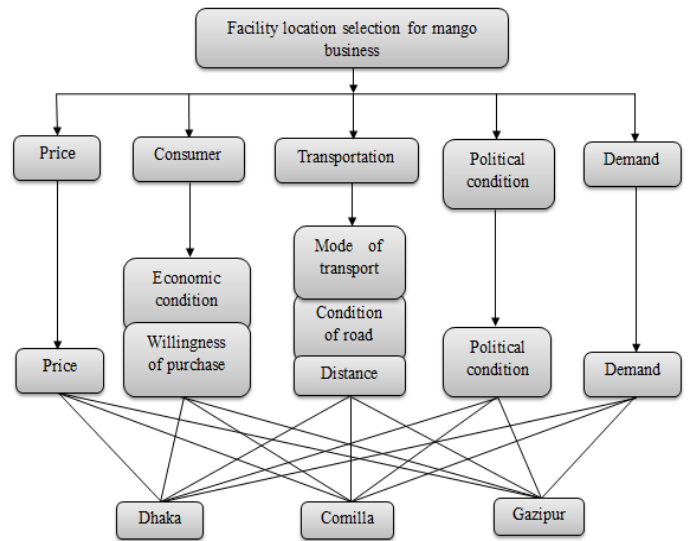 Facility location selection for mango
business
Price
Consumer
Transportation
Political
condition
Demand
Mode of
transport
Economic
condition
Condition
of road
Willingness
of purchase
Price
Distance
Political
condition
Demand
Dhaka
Comilla
Gazipur